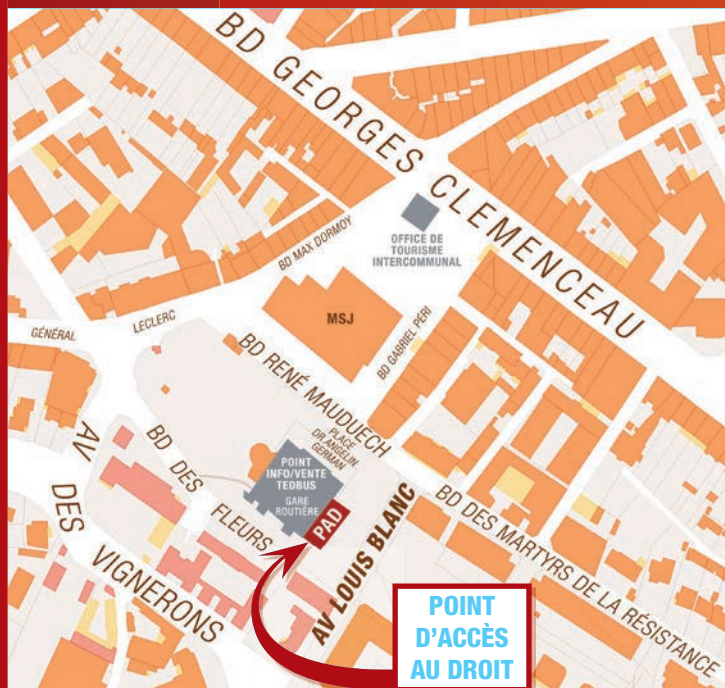 BD GEORGES CLEMENCEAU
OFFICE DE
TOURISME
INTERCOMMUNAL
BD MAX DORMOY
MSJ
GÉNÉRAL
LECLERC
BD GABRIEL PÉRI
BD RENÉ MAUDUECH
PLACE
DR ANGELIN
GERMAN
AV DES VIGNERONS
BD DES FLEURS
POINT
INFO/VENTE
TEDBUS
GARE
ROUTIÈRE
PAD
AV LOUIS BLANC
BD DES MARTYRS DE LA RÉSISTANCE
POINT
D’ACCÈS
AU DROIT